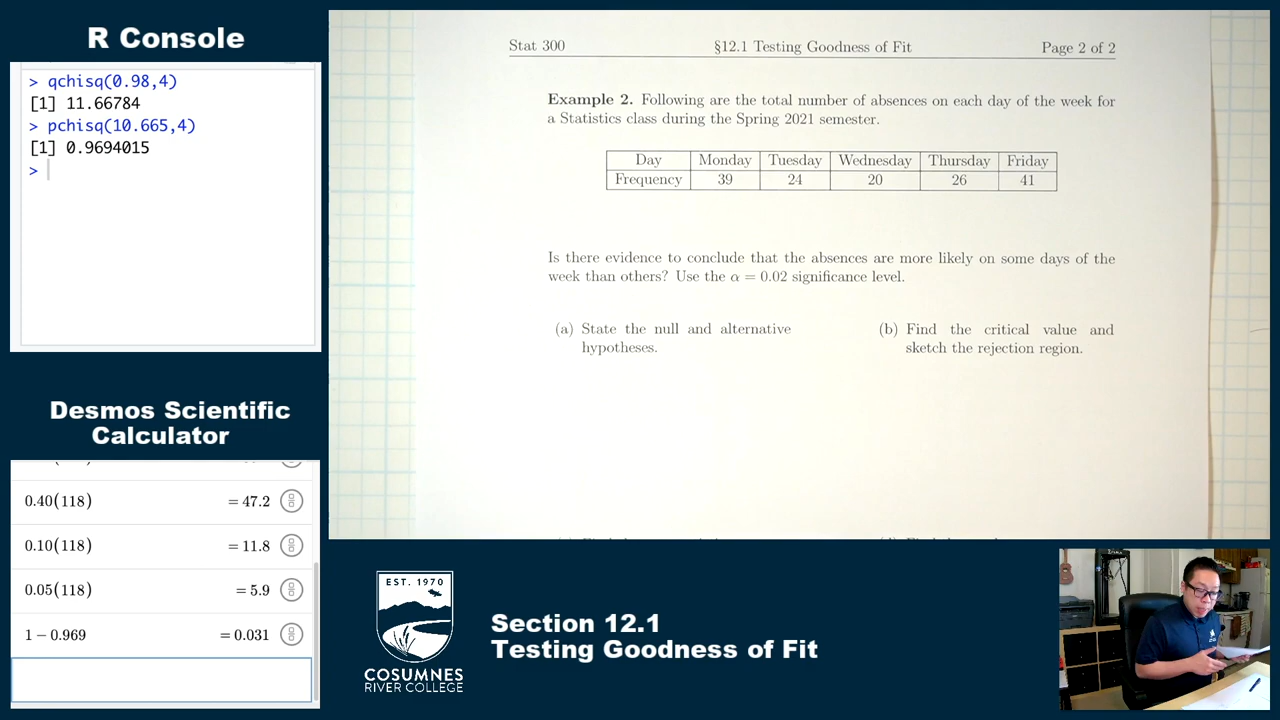 R Console
> qchisq(0.98,4)
[1] 11.66784
> pchisq(10.665,4)
[1] 0.9694015
>
Desmos Scientific
Calculator
0.40(118) = 47.2
0.10(118) = 11.8
0.05(118) = 5.9
1 − 0.969 = 0.031
Stat 300 §12.1 Testing Goodness of Fit Page 2 of 2
Example 2. Following are the total number of absences on each day of the week for
a Statistics class during the Spring 2021 semester.
Day Monday Tuesday Wednesday Thursday Friday
Frequency 39 24 20 26 41
Is there evidence to conclude that the absences are more likely on some days of the
week than others? Use the α = 0.02 significance level.
(a) State the null and alternative
hypotheses.
(b) Find the critical value and
sketch the rejection region.
EST. 1970
COSUMNES
RIVER COLLEGE
Section 12.1
Testing Goodness of Fit